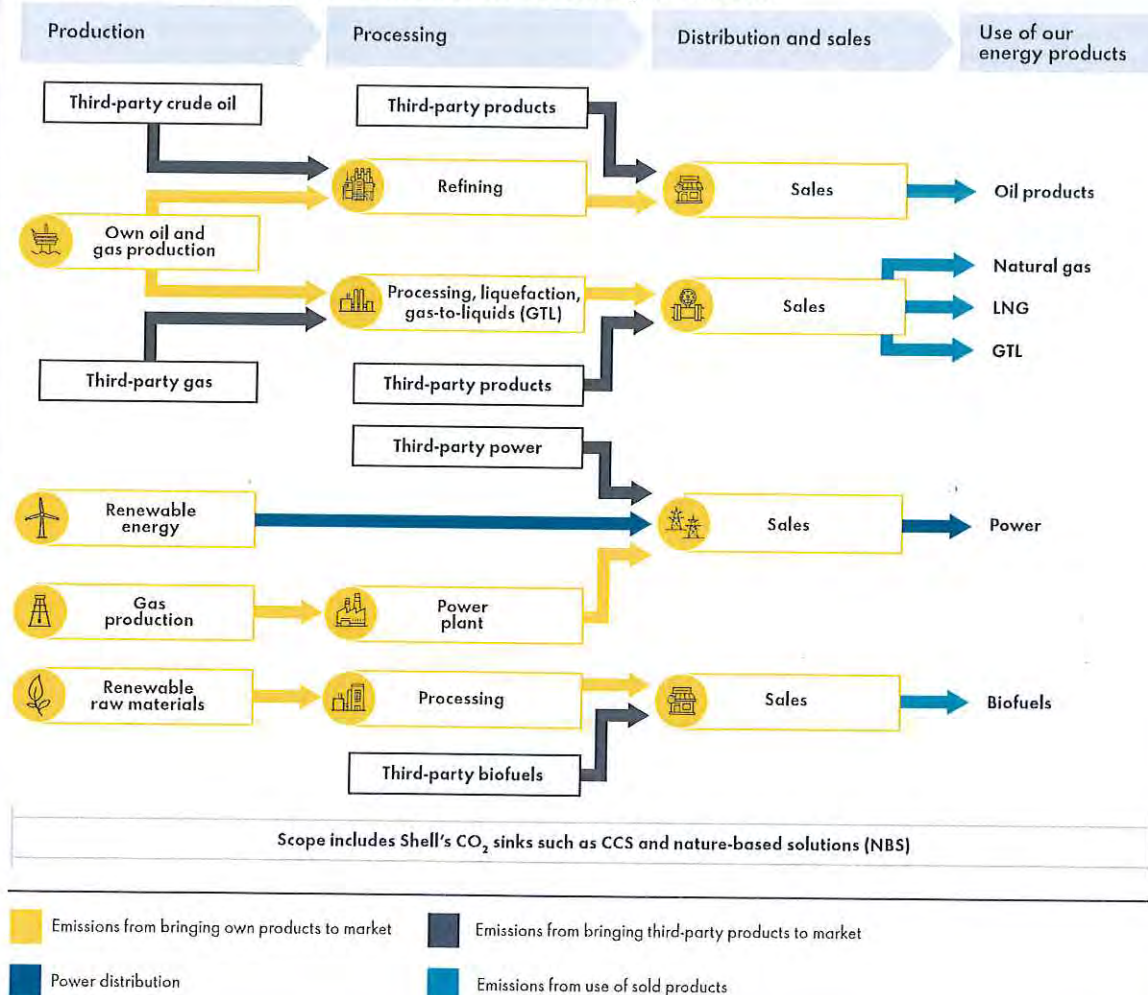 Production
Processing
Distribution and sales
Use of our
energy products
Third-party crude oil
Third-party products
Refining
Sales
Oil products
Own oil and
gas production
Natural gas
Processing, liquefaction,
gas-to-liquids (GTL)
Sales
LNG
GTL
Third-party gas
Third-party products
Third-party power
Renewable
energy
Sales
Power
Gas
production
Power
plant
Renewable
raw materials
Processing
Sales
Biofuels
Third-party biofuels
Scope includes Shell's CO₂ sinks such as CCS and nature-based solutions (NBS)
Emissions from bringing own products to market
Emissions from bringing third-party products to market
Power distribution
Emissions from use of sold products